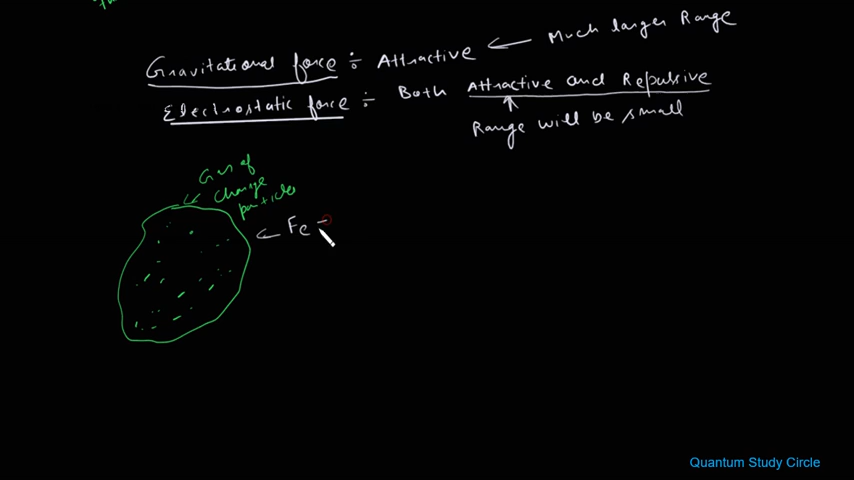 Gravitational force ÷ Attractive ← Much larger Range
Electrostatic force ÷ Both Attractive and Repulsive
↑
Range will be small
Gas of
change
particles
← Fe -
Quantum Study Circle